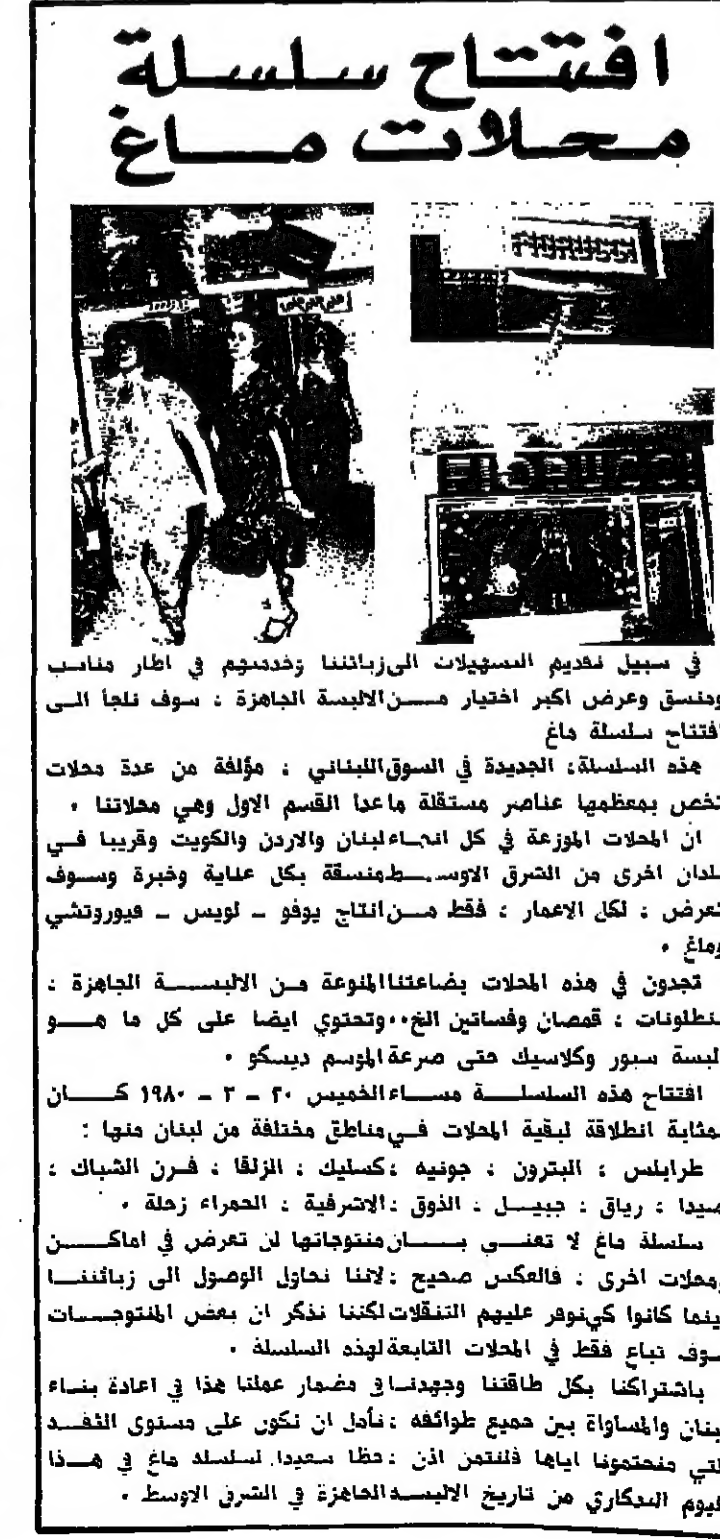 افتتاح سلسلة
محلات ماغ
في سبيل تقديم التسهيلات الى زبائننا وخدمتهم في اطار مناسب
ومنسق وعرض اكبر اختيار من الالبسة الجاهزة ، سوف نلجأ الى
افتتاح سلسلة ماغ
هذه السلسلة، الجديدة في السوق اللبناني ، مؤلفة من عدة محلات
تخص بمعظمها عناصر مستقلة ماعدا القسم الاول وهي محلاتنا .
ان المحلات الموزعة في كل انحاء لبنان والاردن والكويت وقريبا في
بلدان اخرى من الشرق الاوسط منسقة بكل عناية وخبرة وسوف
تعرض ، لكل الاعمار ، فقط من انتاج يوفو - لويس - فيوروتشي
وماغ .
تجدون في هذه المحلات بضاعتنا المنوعة من الالبسة الجاهزة :
بنطلونات ، قمصان وفساتين الخ.. وتحتوي ايضا على كل ما هو
البسة سبور وكلاسيك حتى صرعة الموسم ديسكو .
افتتاح هذه السلسلة مساء الخميس ٢٠ - ٣ - ١٩٨٠ كان
بمثابة انطلاقة لبقية المحلات في مناطق مختلفة من لبنان منها :
طرابلس ، البترون ، جونيه ، كسليك ، الزلقا ، فرن الشباك ،
صيدا ، رياق ، جبيل ، الذوق ، الاشرفية ، الحمراء زحلة .
سلسلة ماغ لا تعني بان منتوجاتها لن تعرض في اماكن
ومحلات اخرى ، فالعكس صحيح ، لاننا نحاول الوصول الى زبائننا
اينما كانوا كي نوفر عليهم التنقلات لكننا نذكر ان بعض المنتوجات
سوف تباع فقط في المحلات التابعة لهذه السلسلة .
باشتراكنا بكل طاقتنا وجهدنا في مضمار عملنا هذا في اعادة بناء
لبنان والمساواة بين جميع طوائفه ، نأمل ان نكون على مستوى الثقة
التي منحتمونا اياها فلنتمن اذن ، حظا سعيدا لسلسلة ماغ في هذا
اليوم التذكاري من تاريخ الالبسة الجاهزة في الشرق الاوسط .